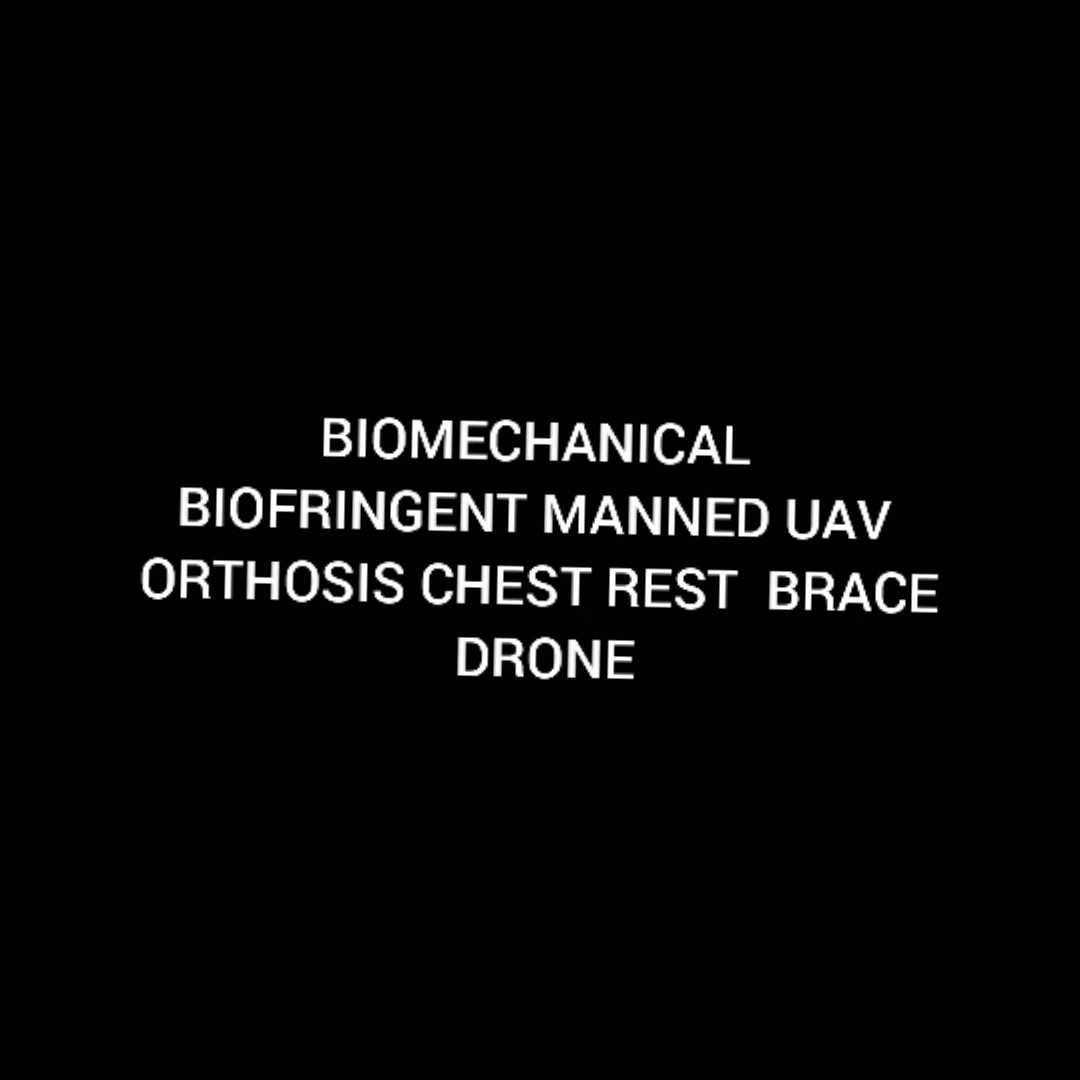 BIOMECHANICAL
BIOFRINGENT MANNED UAV
ORTHOSIS CHEST REST  BRACE
DRONE